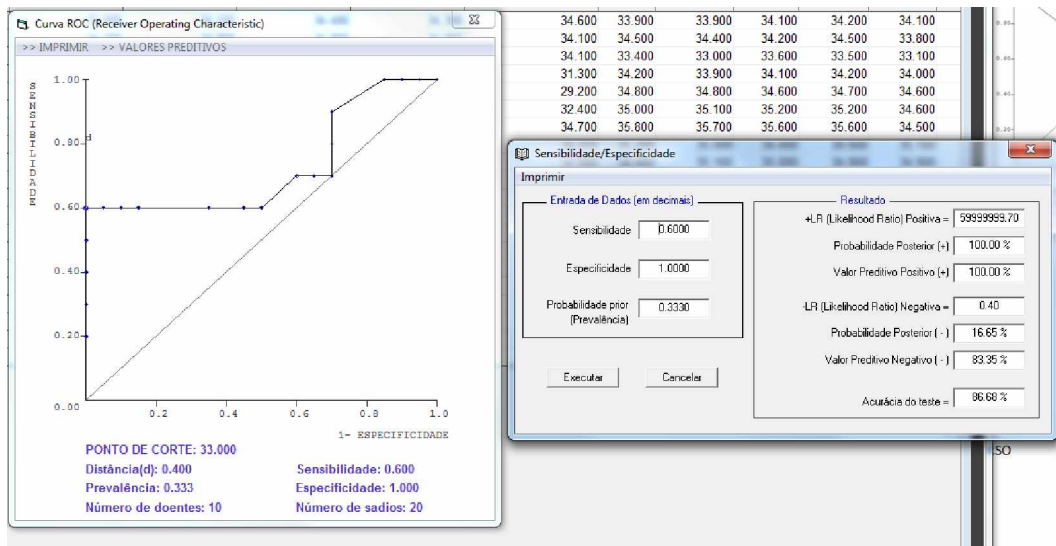 Curva ROC (Receiver Operating Characteristic)
>> IMPRIMIR >> VALORES PREDITIVOS
SENSIBILIDADE
1.00
0.80
d
0.60
0.40
0.20
0.00
0.2 0.4 0.6 0.8 1.0
1- ESPECIFICIDADE
PONTO DE CORTE: 33.000
Distância(d): 0.400 Sensibilidade: 0.600
Prevalência: 0.333 Especificidade: 1.000
Número de doentes: 10 Número de sadios: 20
34.600 33.900 33.900 34.100 34.200 34.100
34.100 34.500 34.400 34.200 34.500 33.800
34.100 33.400 33.000 33.600 33.500 33.100
31.300 34.200 33.900 34.100 34.200 34.000
29.200 34.800 34.800 34.600 34.700 34.600
32.400 35.000 35.100 35.200 35.200 34.600
34.700 35.800 35.700 35.600 35.600 34.500
Sensibilidade/Especificidade
Imprimir
Entrada de Dados (em decimais)
Sensibilidade 0.6000
Especificidade 1.0000
Probabilidade prior
(Prevalência) 0.3330
Executar Cancelar
Resultado
+LR (Likelihood Ratio) Positiva = 59999999.70
Probabilidade Posterior (+) 100.00 %
Valor Preditivo Positivo (+) 100.00 %
-LR (Likelihood Ratio) Negativa = 0.40
Probabilidade Posterior ( - ) 16.65 %
Valor Preditivo Negativo ( - ) 83.35 %
Acurácia do teste = 86.68 %
SO